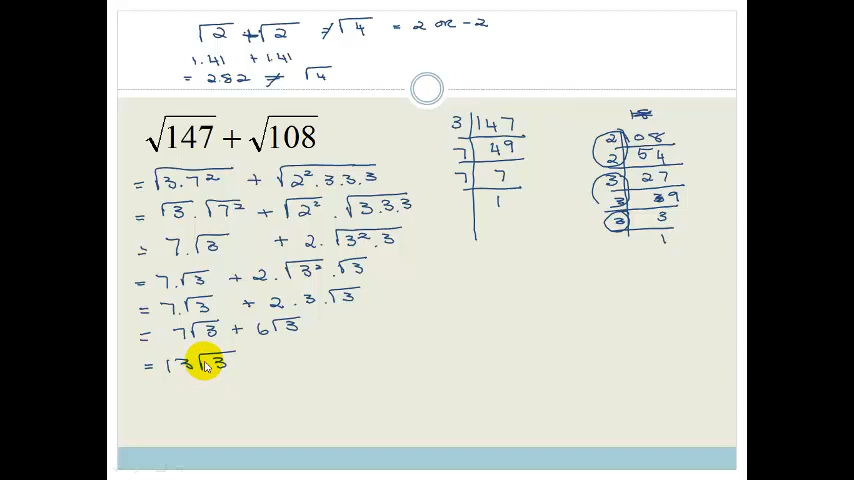 √2 + √2 ≠ √4 = 2 or -2
1.41 + 1.41
= 2.82 ≠ √4
√147 + √108
= √3.7² + √2².3.3.3
= √3 . √7² + √2² . √3.3.3
= 7.√3 + 2.√3².3
= 7.√3 + 2.√3² . √3
= 7.√3 + 2.3.√3
= 7√3 + 6√3
= 13√3
3 | 147
7 | 49
7 | 7
1
2 | 108
2 | 54
3 | 27
3 | 9
3 | 3
1